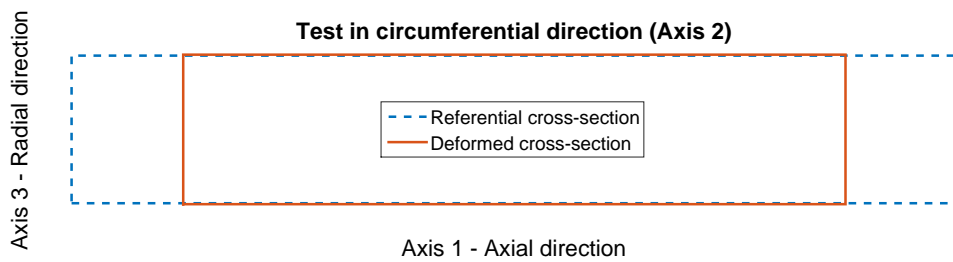 Test in circumferential direction (Axis 2)
Axis 3 - Radial direction
Referential cross-section
Deformed cross-section
Axis 1 - Axial direction